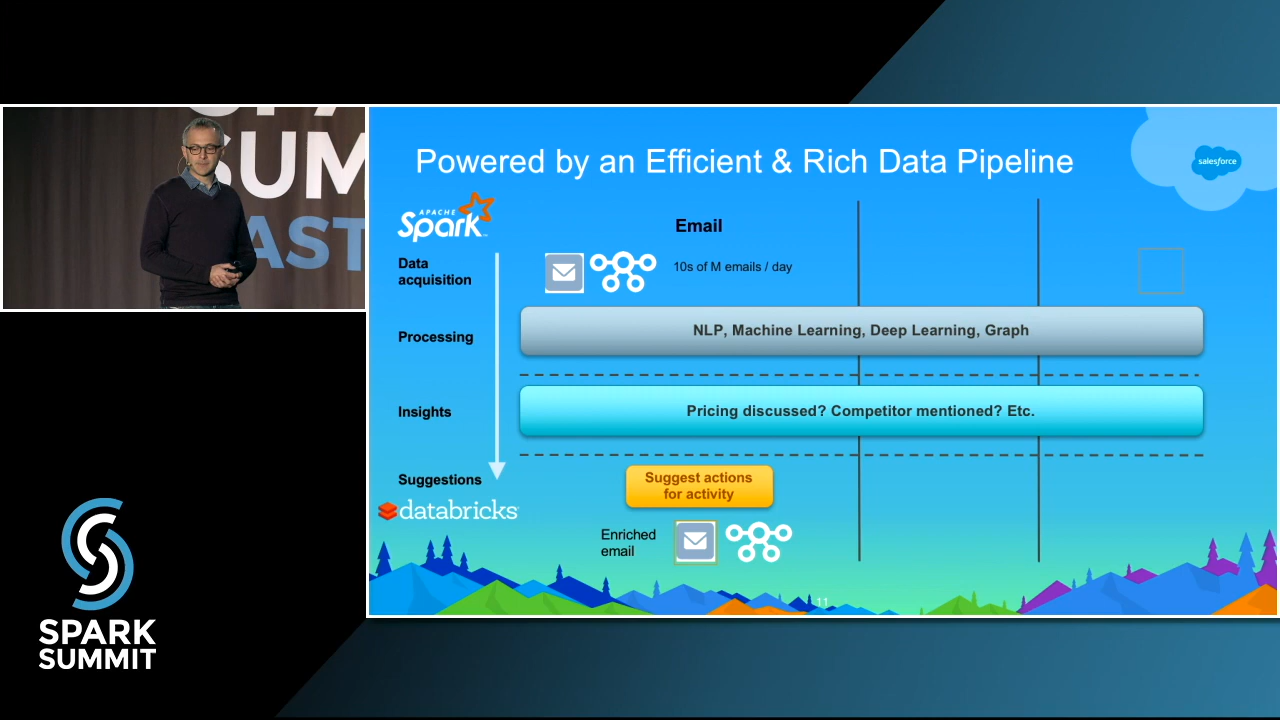 SUM
AST
Powered by an Efficient & Rich Data Pipeline
salesforce
APACHE
Spark
Email
Data
acquisition
10s of M emails / day
Processing
NLP, Machine Learning, Deep Learning, Graph
Insights
Pricing discussed? Competitor mentioned? Etc.
Suggestions
Suggest actions
for activity
databricks
Enriched
email
11
SPARK
SUMMIT